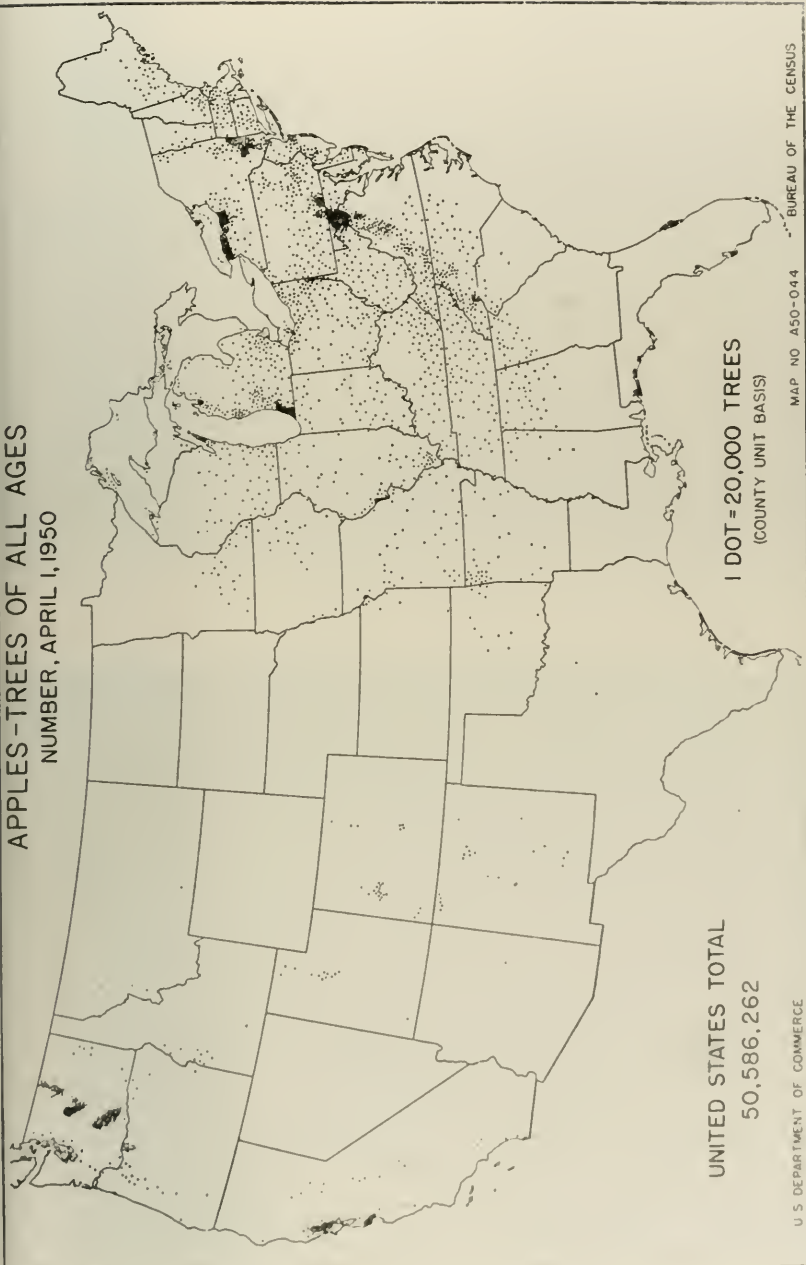 APPLES-TREES OF ALL AGES
NUMBER, APRIL 1, 1950
UNITED STATES TOTAL
50,586,262
1 DOT = 20,000 TREES
(COUNTY UNIT BASIS)
U S DEPARTMENT OF COMMERCE
MAP NO A50-044
BUREAU OF THE CENSUS